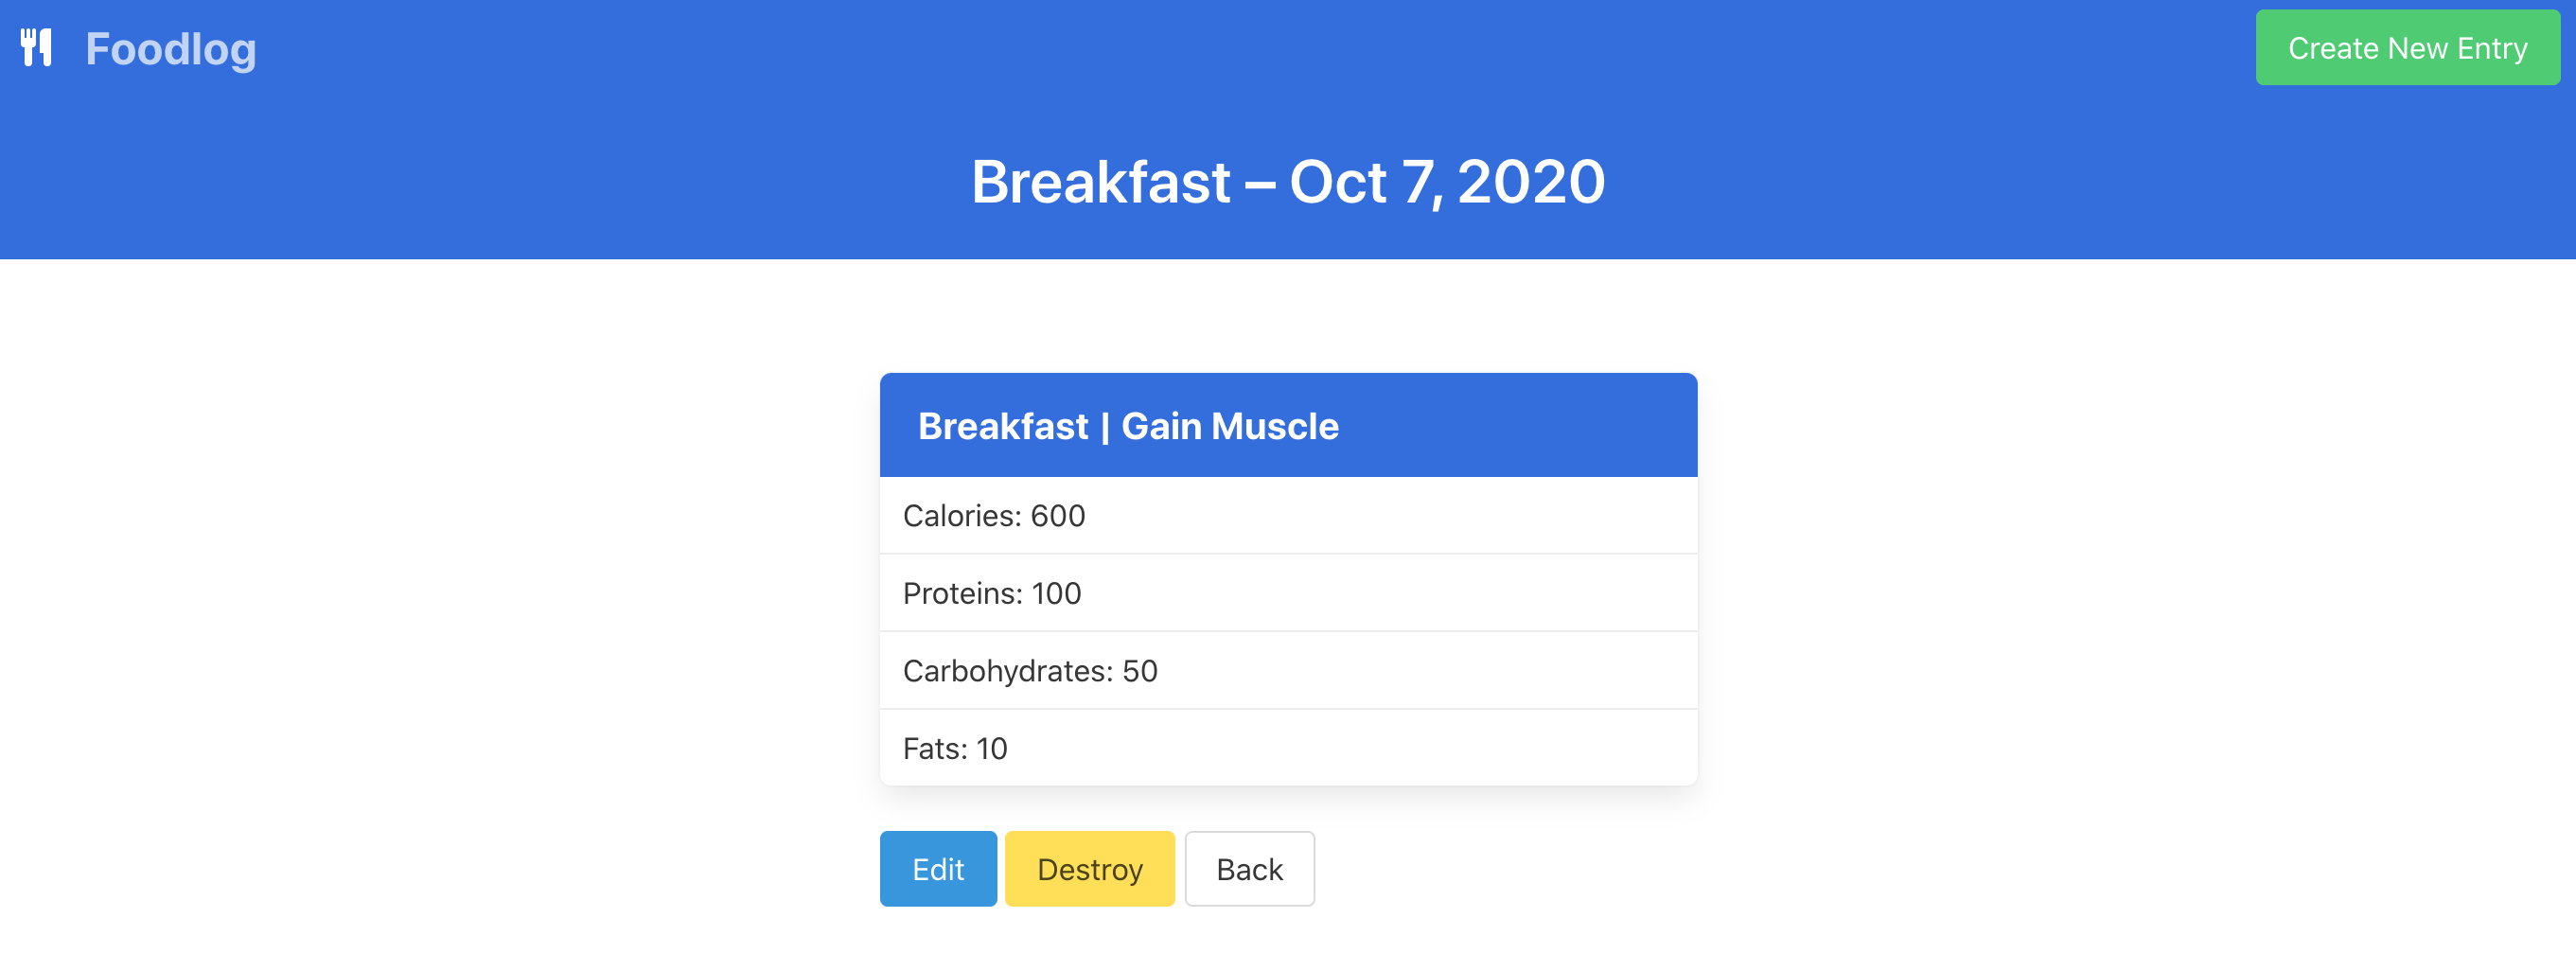 Foodlog
Create New Entry
Breakfast – Oct 7, 2020
Breakfast | Gain Muscle
Calories: 600
Proteins: 100
Carbohydrates: 50
Fats: 10
Edit
Destroy
Back